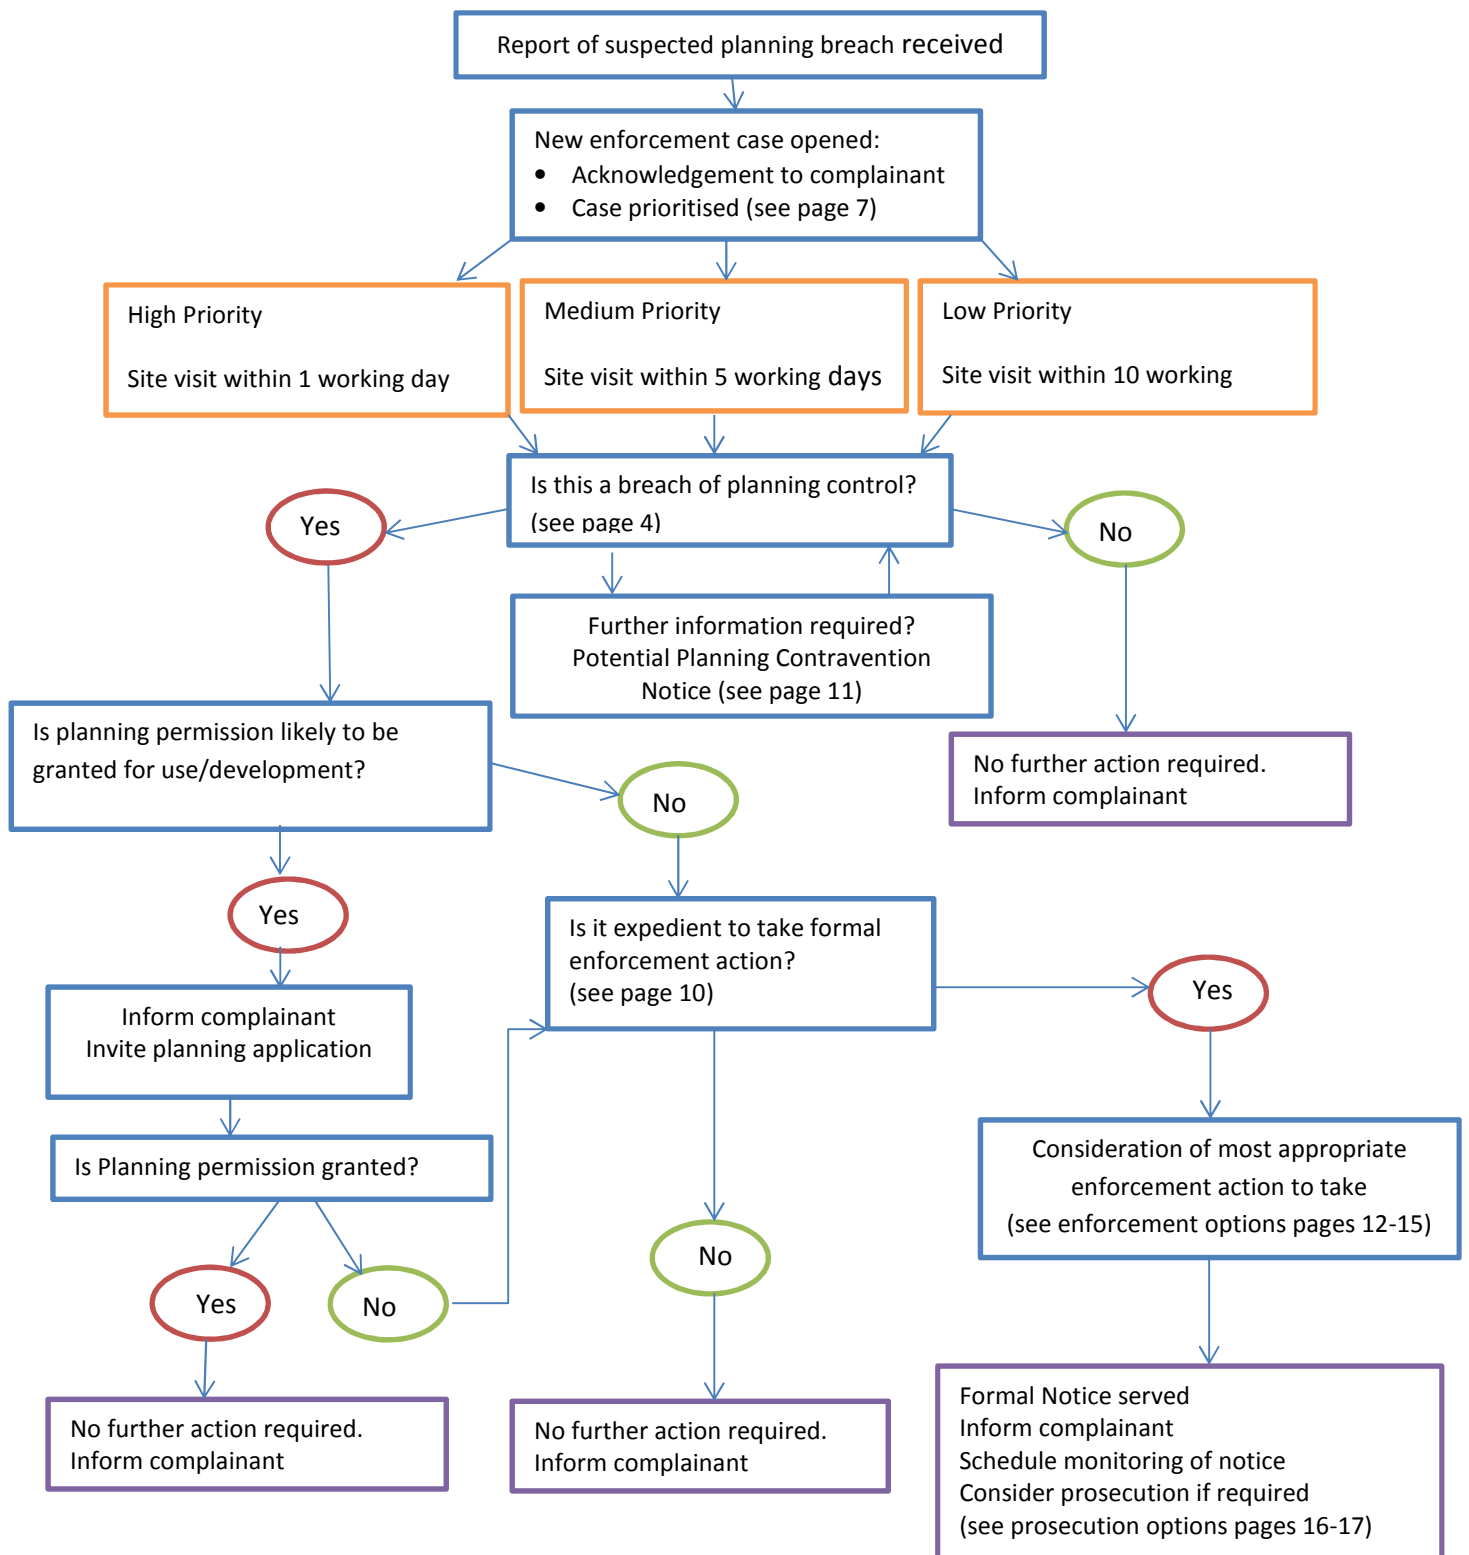 Report of suspected planning breach received
New enforcement case opened:
• Acknowledgement to complainant
• Case prioritised (see page 7)
High Priority
Site visit within 1 working day
Medium Priority
Site visit within 5 working days
Low Priority
Site visit within 10 working
Is this a breach of planning control?
(see page 4)
Yes
No
Further information required?
Potential Planning Contravention
Notice (see page 11)
Is planning permission likely to be
granted for use/development?
No
No further action required.
Inform complainant
Yes
Is it expedient to take formal
enforcement action?
(see page 10)
Yes
Inform complainant
Invite planning application
Is Planning permission granted?
Consideration of most appropriate
enforcement action to take
(see enforcement options pages 12-15)
Yes
No
No
No further action required.
Inform complainant
No further action required.
Inform complainant
Formal Notice served
Inform complainant
Schedule monitoring of notice
Consider prosecution if required
(see prosecution options pages 16-17)